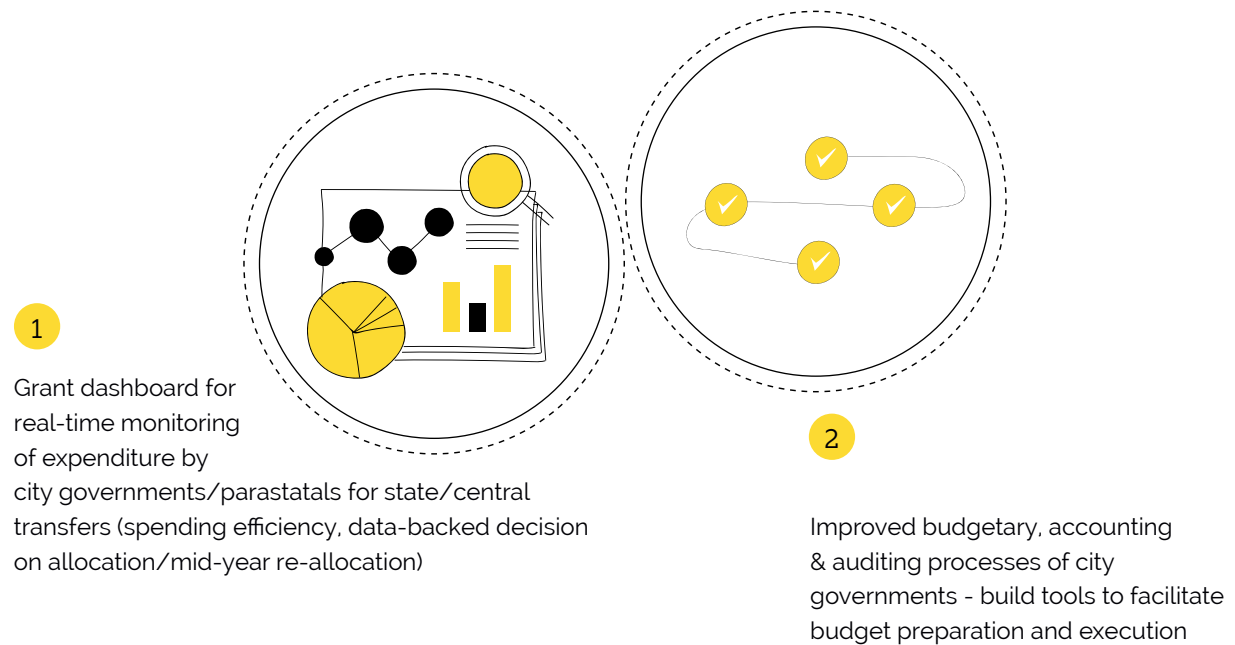 1
Grant dashboard for
real-time monitoring
of expenditure by
city governments/parastatals for state/central
transfers (spending efficiency, data-backed decision
on allocation/mid-year re-allocation)
2
Improved budgetary, accounting
& auditing processes of city
governments - build tools to facilitate
budget preparation and execution